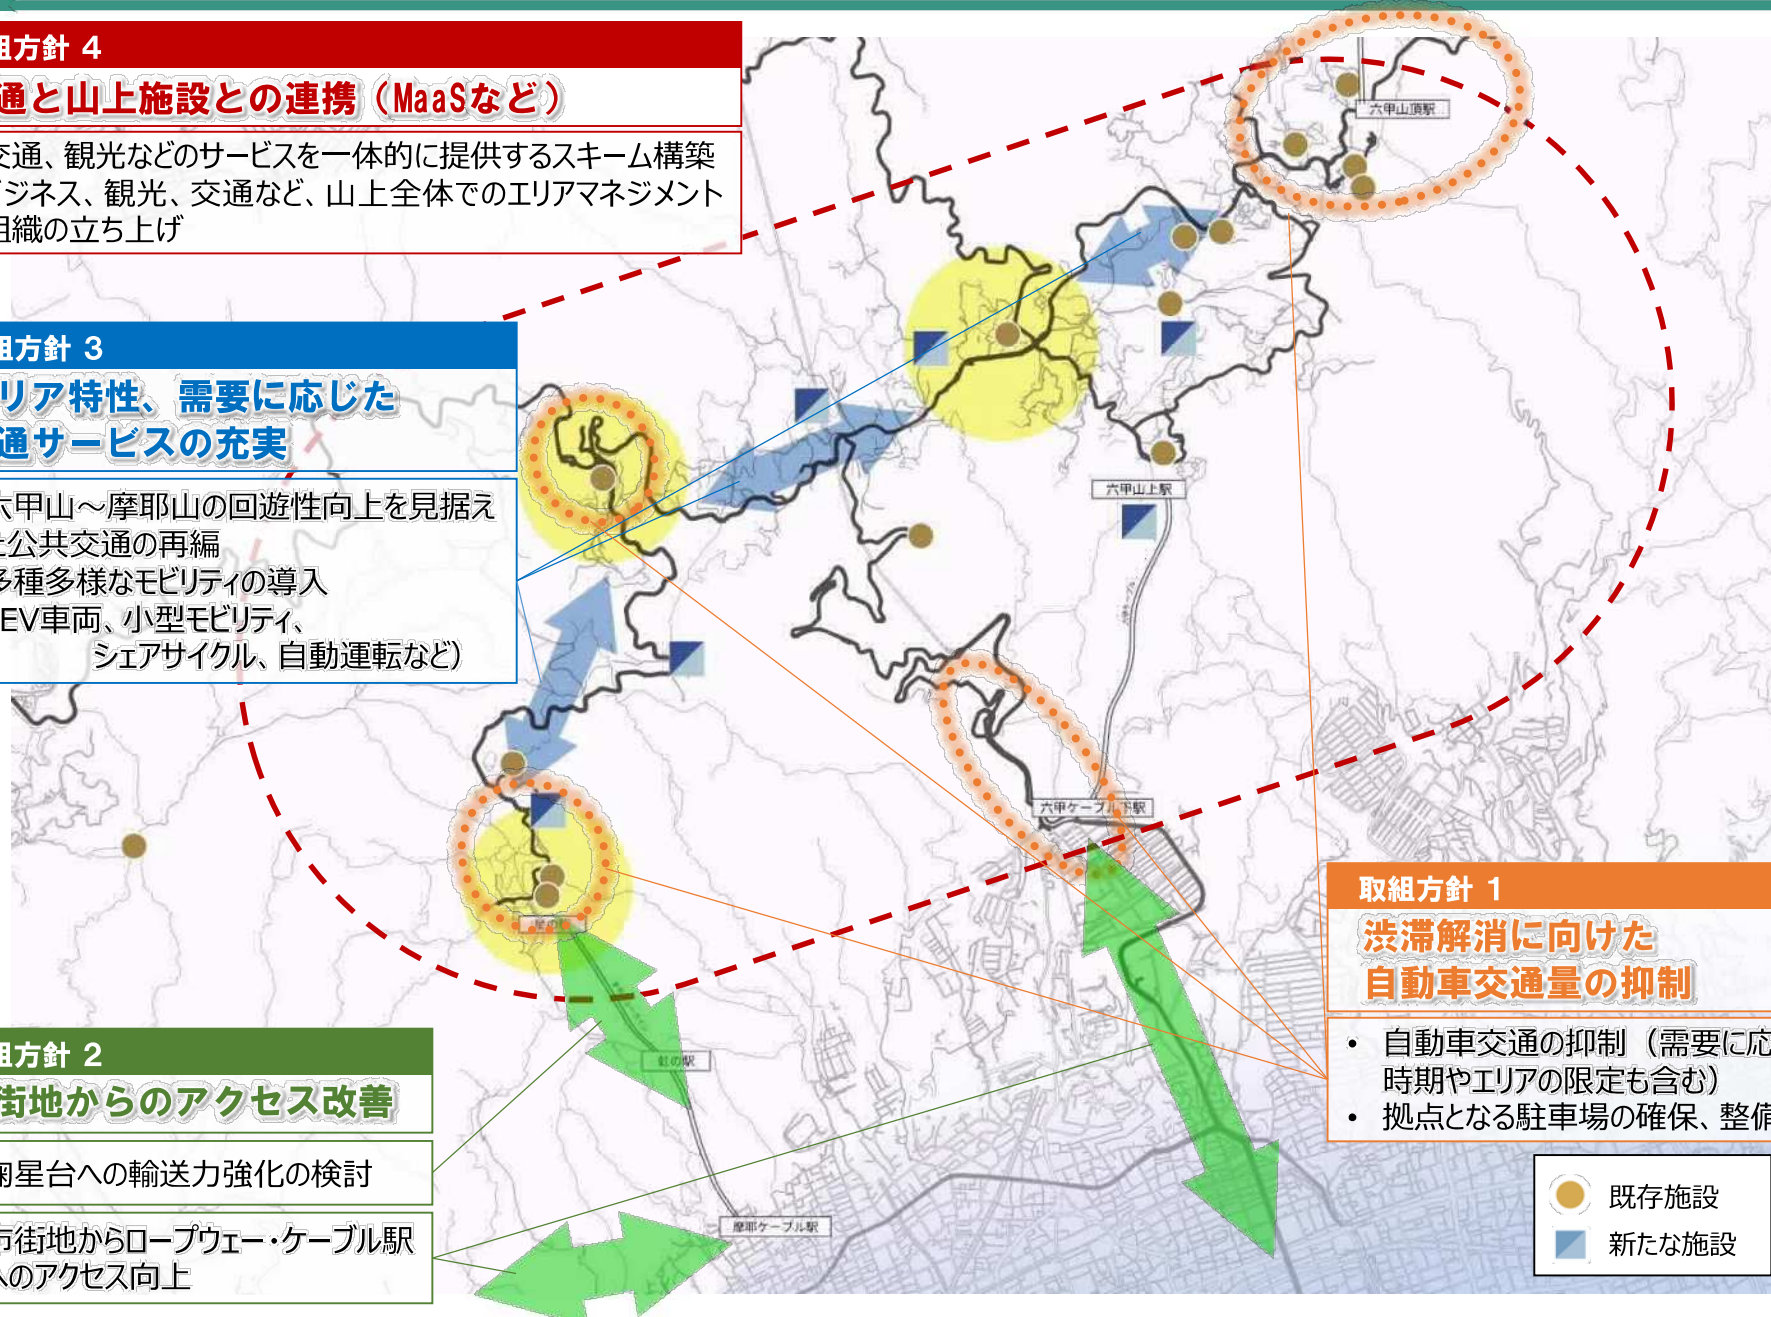 組方針 4
通と山上施設との連携（MaaSなど）
交通、観光などのサービスを一体的に提供するスキーム構築
ジネス、観光、交通など、山上全体でのエリアマネジメント
組織の立ち上げ
六甲山頂駅
組方針 3
リア特性、需要に応じた
通サービスの充実
六甲山～摩耶山の回遊性向上を見据え
た公共交通の再編
多種多様なモビリティの導入
EV車両、小型モビリティ、
シェアサイクル、自動運転など）
六甲山上駅
六甲ケーブル下駅
星の駅
虹の駅
摩耶ケーブル駅
取組方針 1
渋滞解消に向けた
自動車交通量の抑制
• 自動車交通の抑制（需要に応
時期やエリアの限定も含む）
• 拠点となる駐車場の確保、整備
組方針 2
街地からのアクセス改善
掬星台への輸送力強化の検討
市街地からロープウェー・ケーブル駅
へのアクセス向上
既存施設
新たな施設